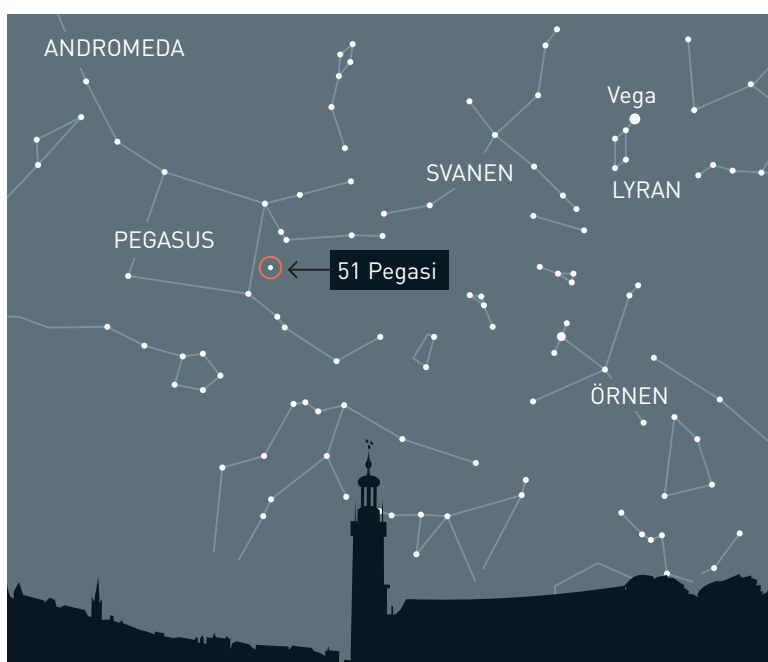 ANDROMEDA
Vega
SVANEN
LYRAN
PEGASUS
51 Pegasi
ÖRNEN